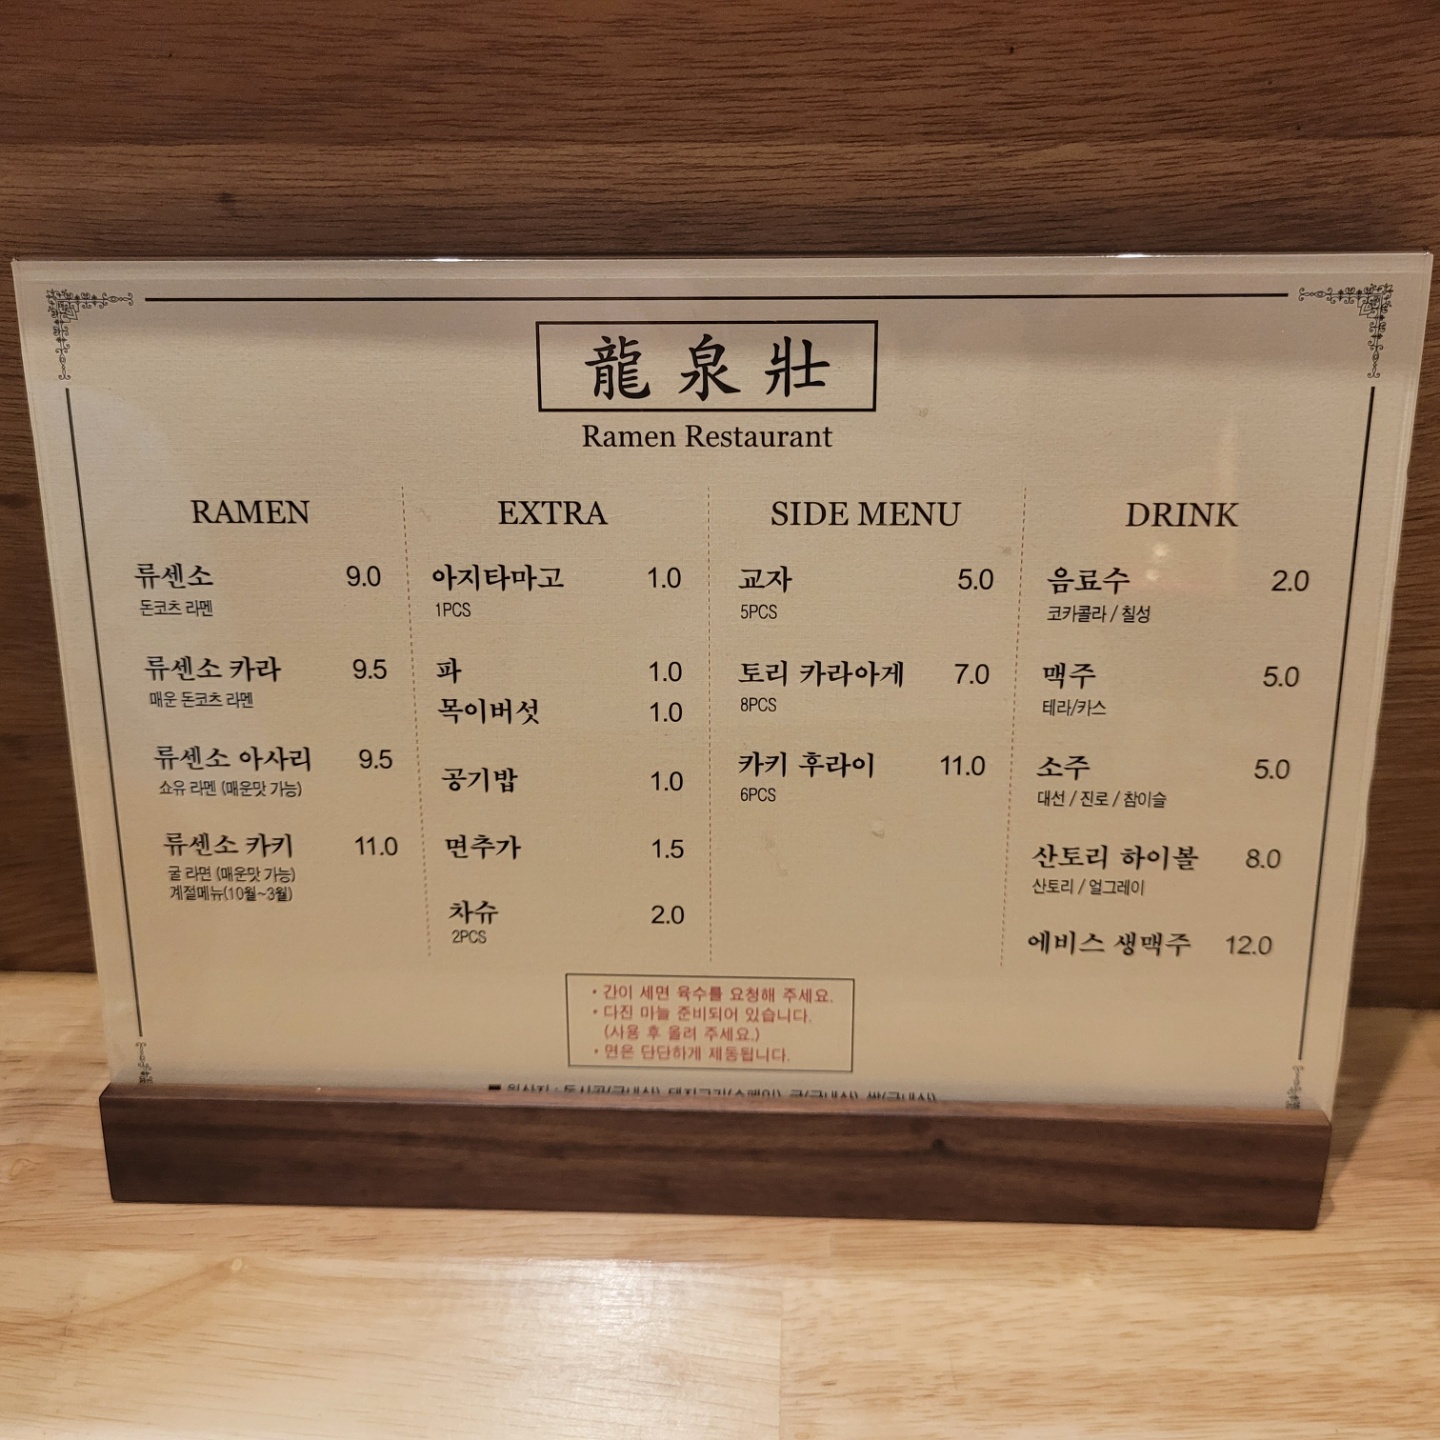 龍泉壯
Ramen Restaurant
RAMEN
류센소 9.0
돈코츠 라멘
류센소 카라 9.5
매운 돈코츠 라멘
류센소 아사리 9.5
쇼유 라멘 (매운맛 가능)
류센소 카키 11.0
굴 라면 (매운맛 가능)
계절메뉴(10월~3월)
EXTRA
아지타마고 1.0
1PCS
파 1.0
목이버섯 1.0
공기밥 1.0
면추가 1.5
차슈 2.0
2PCS
SIDE MENU
교자 5.0
5PCS
토리 카라아게 7.0
8PCS
카키 후라이 11.0
6PCS
DRINK
음료수 2.0
코카콜라 / 칠성
맥주 5.0
테라/카스
소주 5.0
대선 / 진로 / 참이슬
산토리 하이볼 8.0
산토리 / 얼그레이
에비스 생맥주 12.0
• 간이 세면 육수를 요청해 주세요.
• 다진 마늘 준비되어 있습니다.
(사용 후 올려 주세요.)
• 면은 단단하게 제동됩니다.